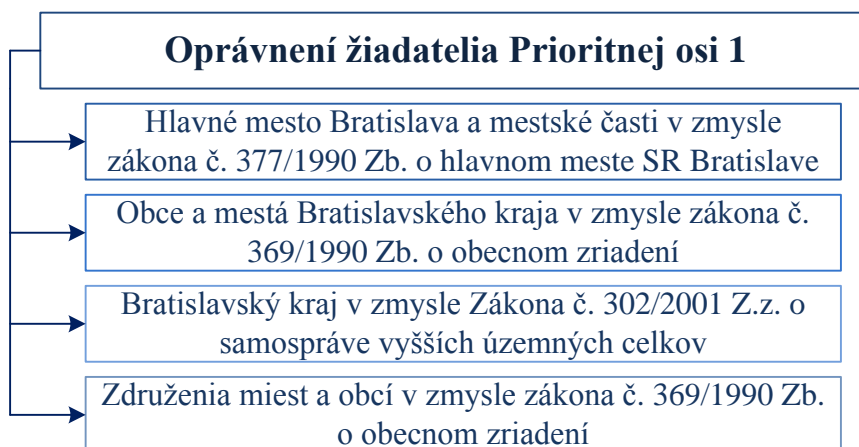 Oprávnení žiadatelia Prioritnej osi 1
Hlavné mesto Bratislava a mestské časti v zmysle
zákona č. 377/1990 Zb. o hlavnom meste SR Bratislave
Obce a mestá Bratislavského kraja v zmysle zákona č.
369/1990 Zb. o obecnom zriadení
Bratislavský kraj v zmysle Zákona č. 302/2001 Z.z. o
samospráve vyšších územných celkov
Združenia miest a obcí v zmysle zákona č. 369/1990 Zb.
o obecnom zriadení